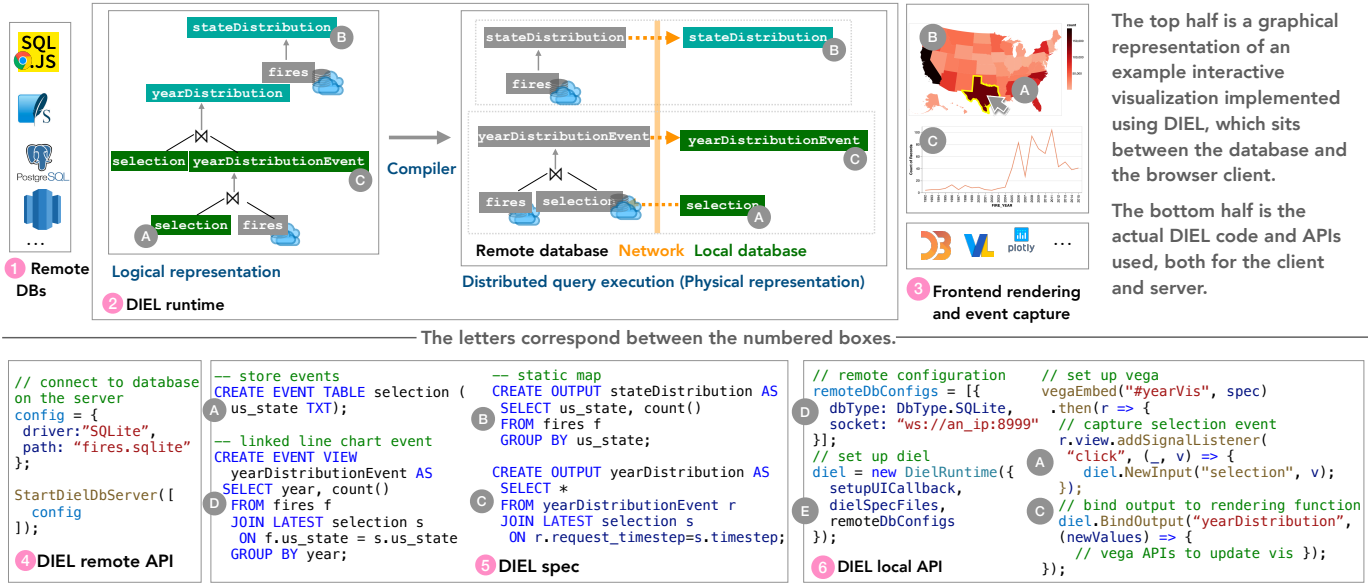 SQL
.JS
S
PostgreSQL
...
1 Remote
DBs
stateDistribution
B
fires
yearDistribution
⋈
selection
yearDistributionEvent
C
⋈
selection
fires
A
Logical representation
2 DIEL runtime
Compiler
stateDistribution
stateDistribution
B
fires
yearDistributionEvent
yearDistributionEvent
C
⋈
fires
selection
selection
A
Remote database
Network
Local database
Distributed query execution (Physical representation)
B
A
count
C
Count of Records
FIRE_YEAR
D3
VL
plotly
...
3 Frontend rendering
and event capture
The top half is a graphical
representation of an
example interactive
visualization implemented
using DIEL, which sits
between the database and
the browser client.
The bottom half is the
actual DIEL code and APIs
used, both for the client
and server.
The letters correspond between the numbered boxes.
// connect to database
on the server
config = {
driver:”SQLite”,
path: “fires.sqlite”
};
StartDielDbServer([
config
]);
4 DIEL remote API
-- store events
CREATE EVENT TABLE selection (
A us_state TXT);
-- linked line chart event
CREATE EVENT VIEW
yearDistributionEvent AS
SELECT year, count()
D FROM fires f
JOIN LATEST selection s
ON f.us_state = s.us_state
GROUP BY year;
-- static map
CREATE OUTPUT stateDistribution AS
SELECT us_state, count()
B FROM fires f
GROUP BY us_state;
CREATE OUTPUT yearDistribution AS
SELECT *
C FROM yearDistributionEvent r
JOIN LATEST selection s
ON r.request_timestep=s.timestep;
5 DIEL spec
// remote configuration
remoteDbConfigs = [{
D dbType: DbType.SQLite,
socket: “ws://an_ip:8999"
}];
// set up diel
diel = new DielRuntime({
setupUICallback,
E dielSpecFiles,
remoteDbConfigs
});
6 DIEL local API
// set up vega
vegaEmbed("#yearVis", spec)
.then(r => {
// capture selection event
r.view.addSignalListener(
A “click”, (_, v) => {
diel.NewInput("selection", v);
});
C // bind output to rendering function
diel.BindOutput(“yearDistribution”,
(newValues) => {
// vega APIs to update vis });
});